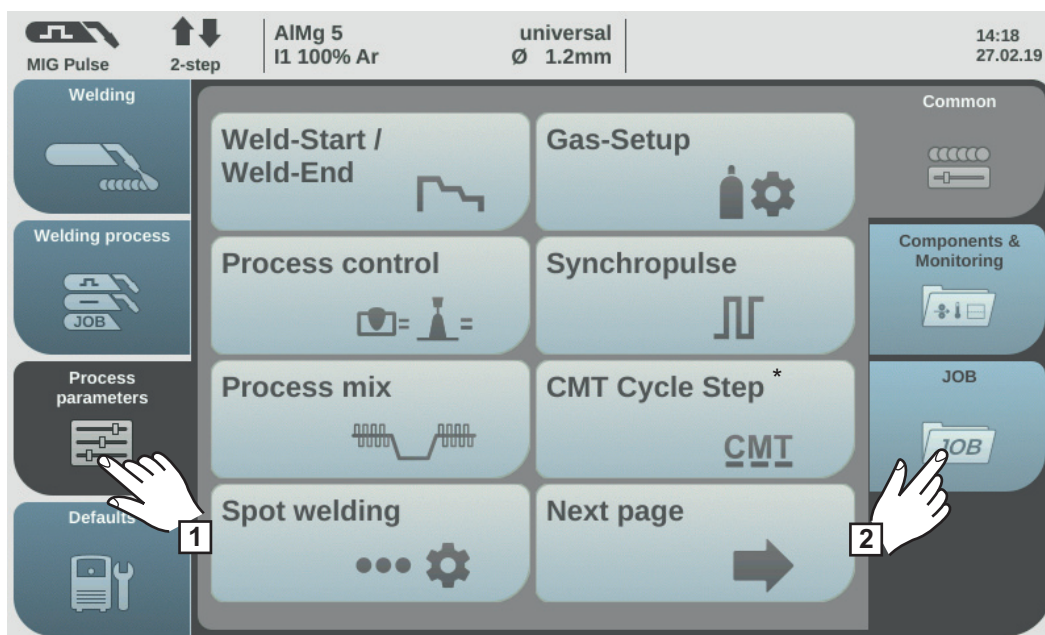 MIG Pulse
2-step
AlMg 5
I1 100% Ar
universal
Ø 1.2mm
14:18
27.02.19
Welding
Welding process
JOB
Process
parameters
Defaults
1
Weld-Start /
Weld-End
Gas-Setup
Process control
=
=
Synchropulse
Process mix
CMT Cycle Step *
CMT
Spot welding
Next page
Common
Components &
Monitoring
JOB
JOB
2